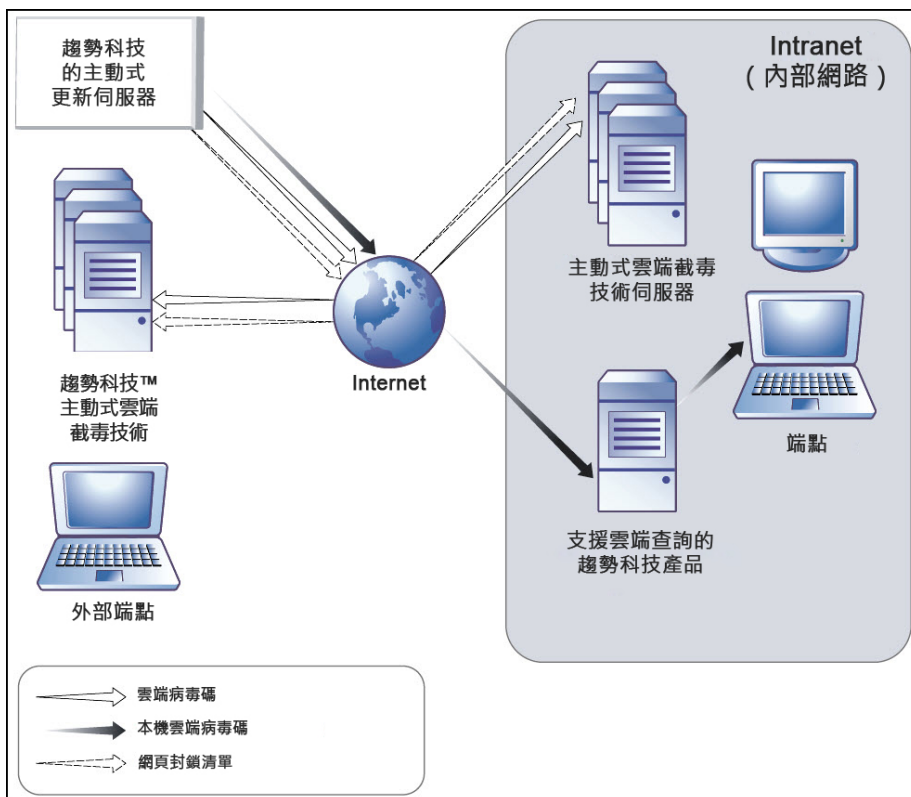 趨勢科技
的主動式
更新伺服器
Intranet
（內部網路）
主動式雲端截毒
技術伺服器
趨勢科技™
主動式雲端
截毒技術
Internet
端點
支援雲端查詢的
趨勢科技產品
外部端點
雲端病毒碼
本機雲端病毒碼
網頁封鎖清單